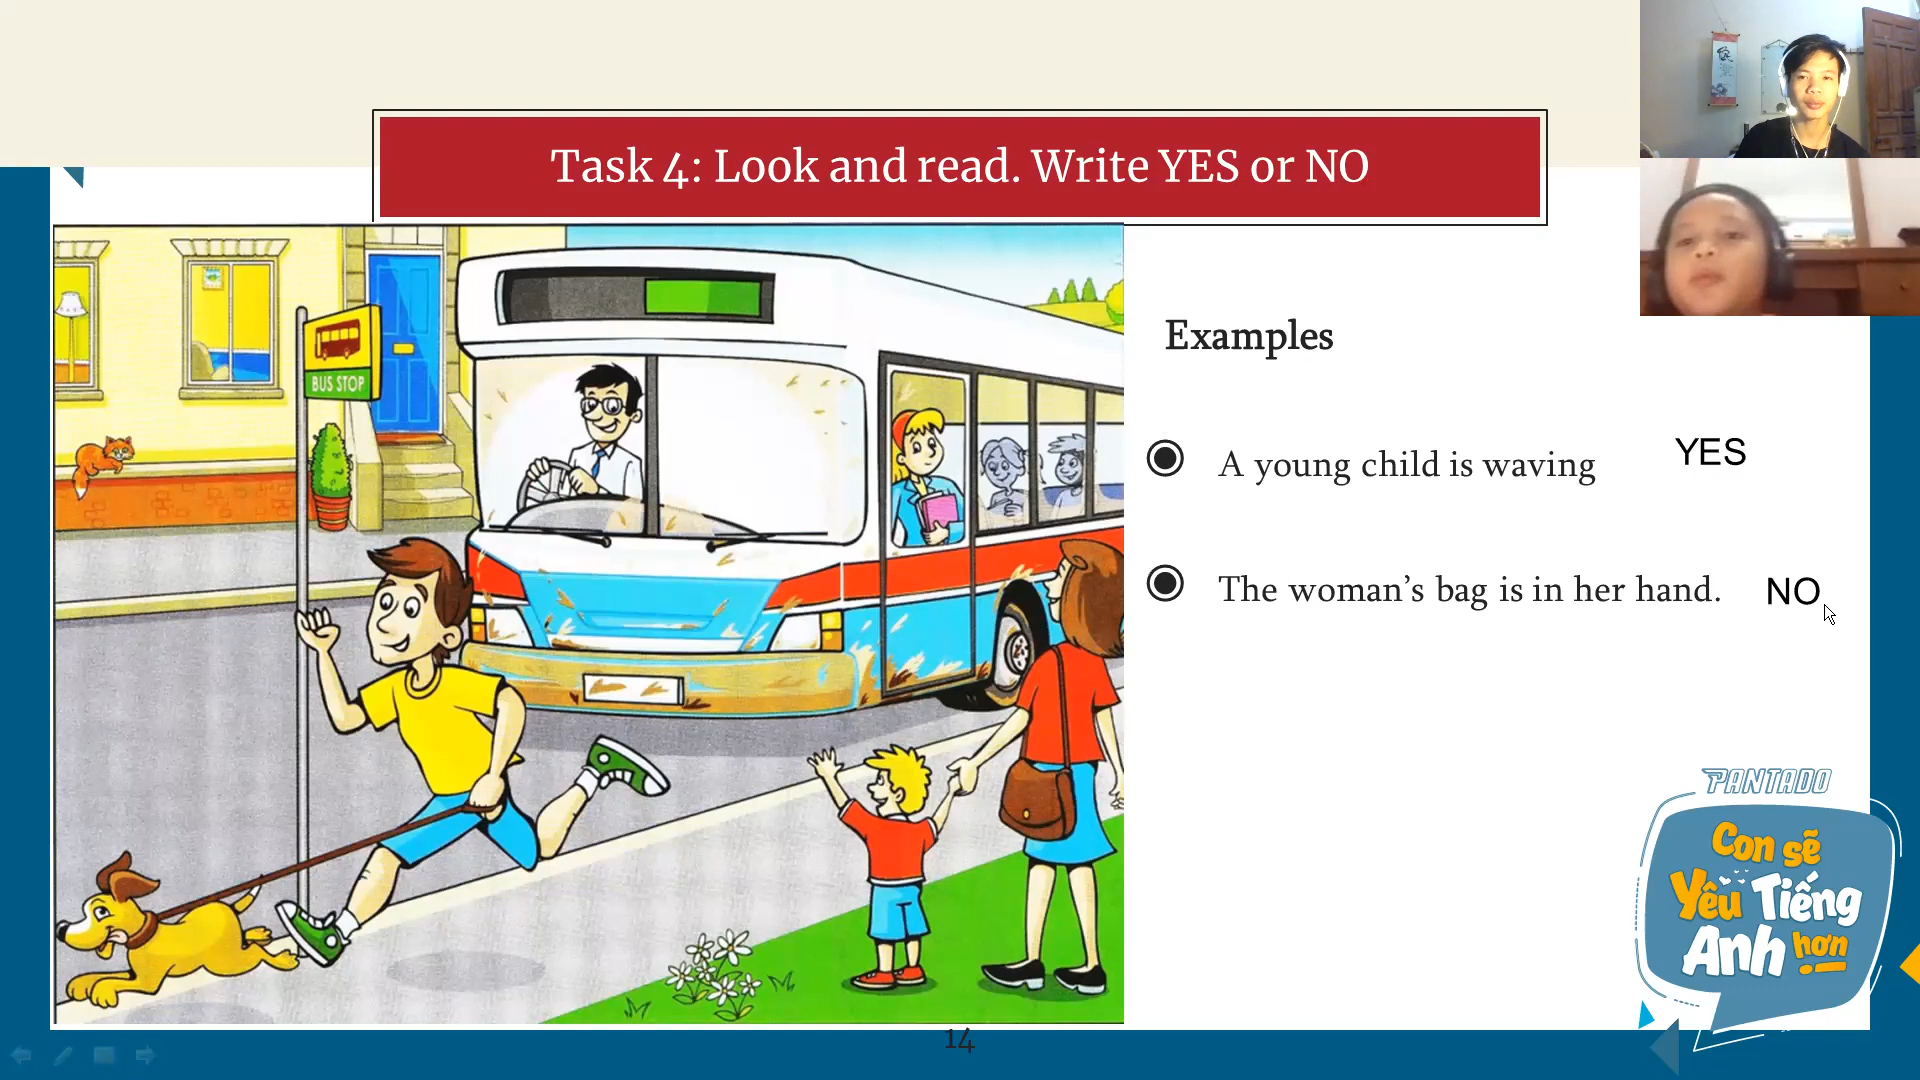 Task 4: Look and read. Write YES or NO
BUS STOP
Examples
A young child is waving
YES
The woman's bag is in her hand.
NO
PANTADO
Con sẽ
Yêu Tiếng
Anh hơn
14